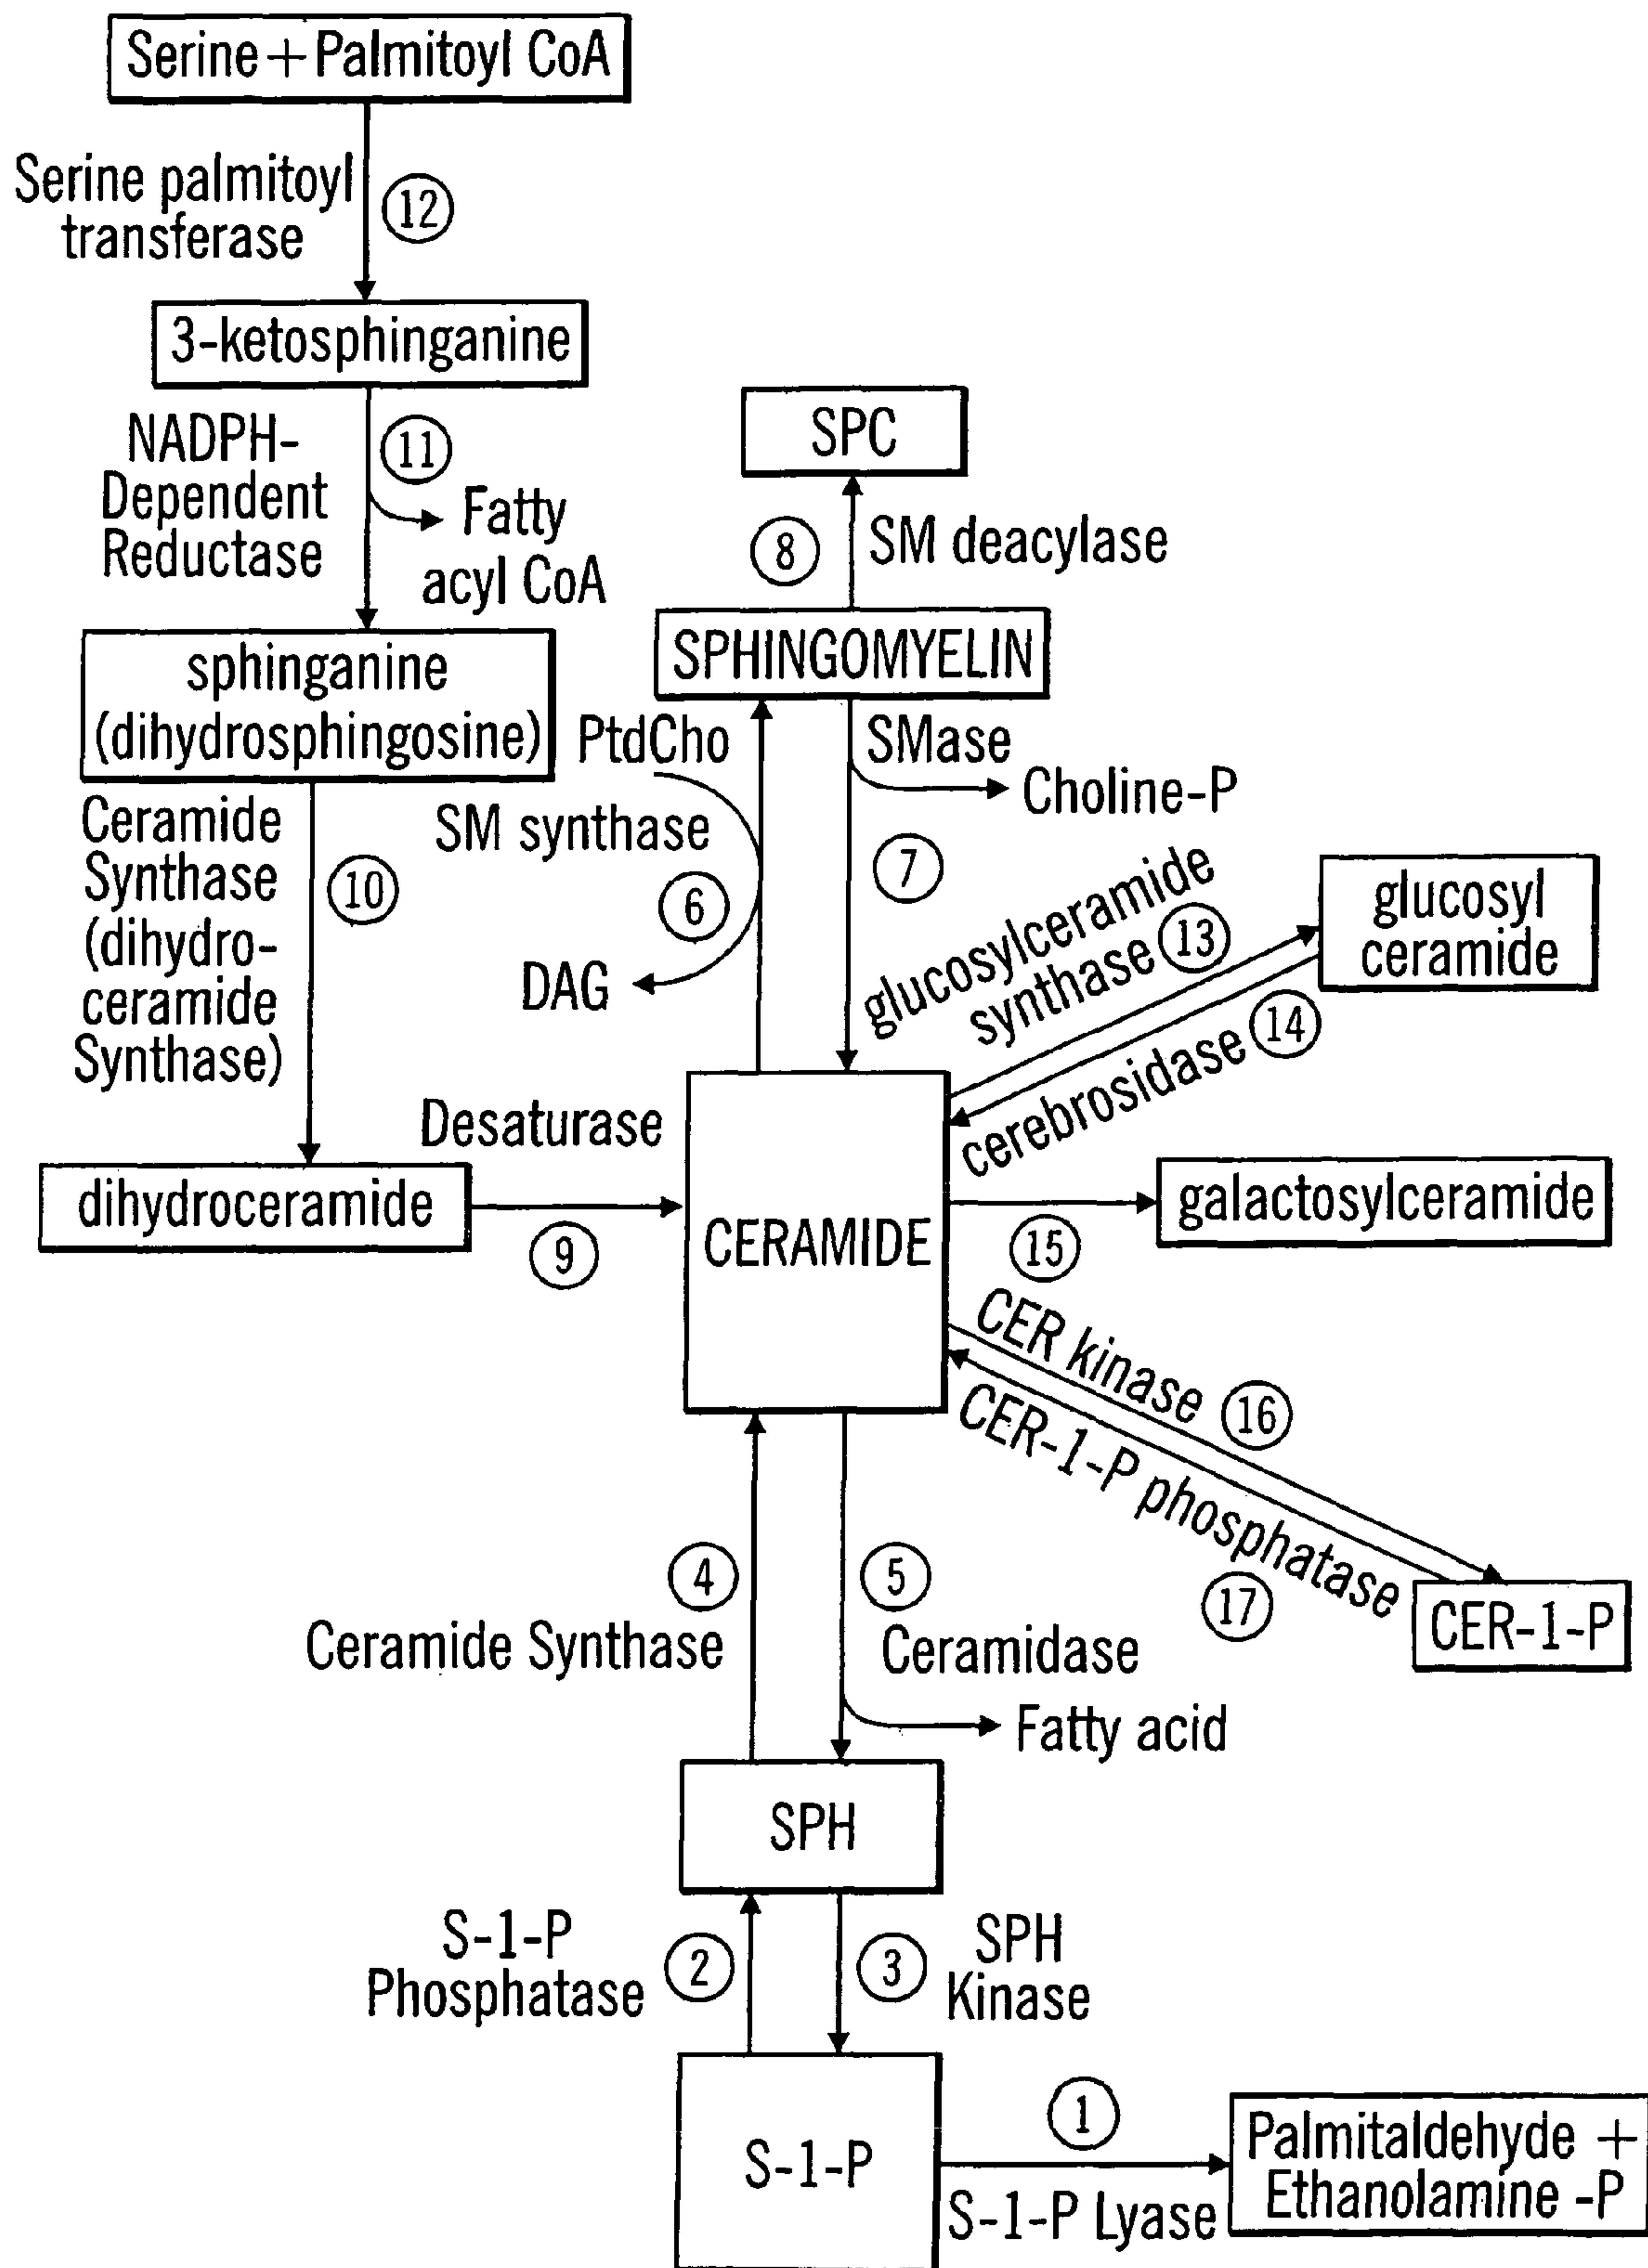 Serine + Palmitoyl CoA
Serine palmitoyl
transferase
12
3-ketosphinganine
NADPH-
Dependent
Reductase
11
Fatty
acyl CoA
SPC
8
SM deacylase
SPHINGOMYELIN
sphinganine
(dihydrosphingosine)
PtdCho
SM synthase
6
DAG
SMase
Choline-P
7
Ceramide
Synthase
(dihydro-
ceramide
Synthase)
10
glucosylceramide
synthase 13
glucosyl
ceramide
cerebrosidase 14
Desaturase
dihydroceramide
9
CERAMIDE
15
galactosylceramide
CER kinase 16
CER-1-P phosphatase
17
CER-1-P
4
Ceramide Synthase
5
Ceramidase
Fatty acid
SPH
S-1-P
Phosphatase
2
3
SPH
Kinase
S-1-P
1
S-1-P Lyase
Palmitaldehyde +
Ethanolamine -P